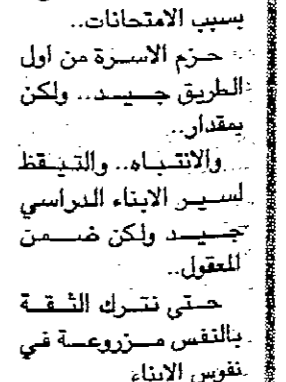 بسبب الامتحانات..
حزم الاسرة من اول
الطريق جيد.. ولكن
بمقدار..
والانتباه.. والتيقظ
لسير الابناء الدراسي
جيد ولكن ضمن
المعقول..
حتى نترك الثقة
بالنفس مزروعة في
نفوس الابناء